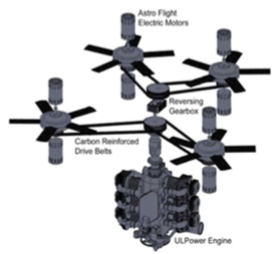 Astro Flight
Electric Motors
Reversing
Gearbox
Carbon Reinforced
Drive Belts
ULPower Engine